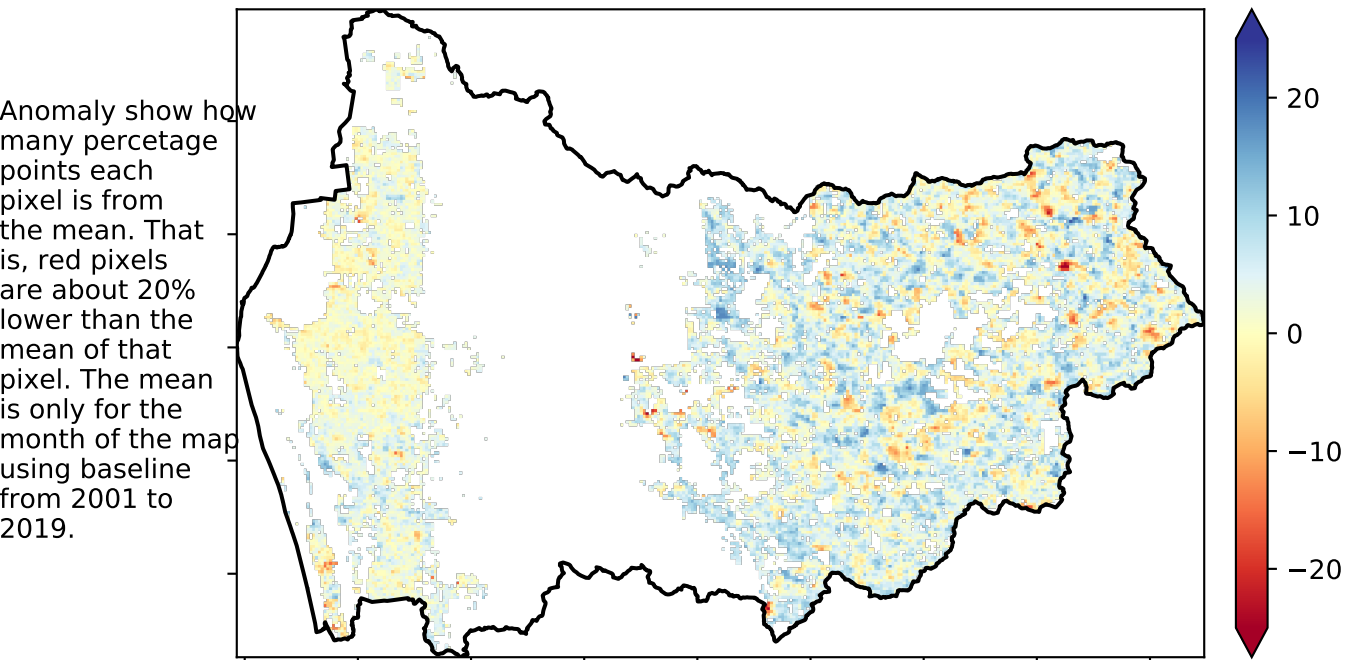 Anomaly show how
many percetage
points each
pixel is from
the mean. That
is, red pixels
are about 20%
lower than the
mean of that
pixel. The mean
is only for the
month of the map
using baseline
from 2001 to
2019.
20
10
0
−10
−20